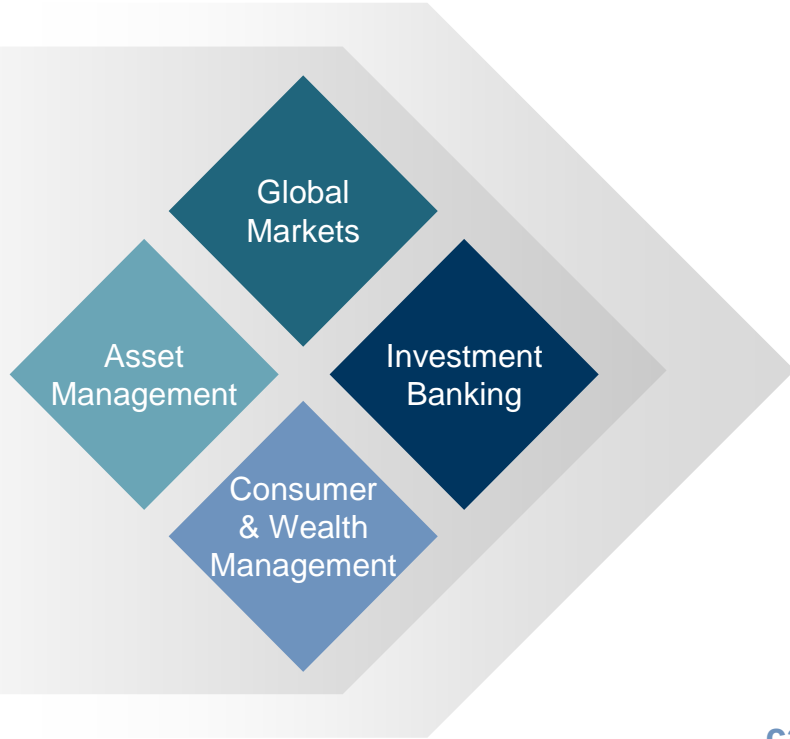 Global
Markets
Asset
Management
Investment
Banking
Consumer
& Wealth
Management